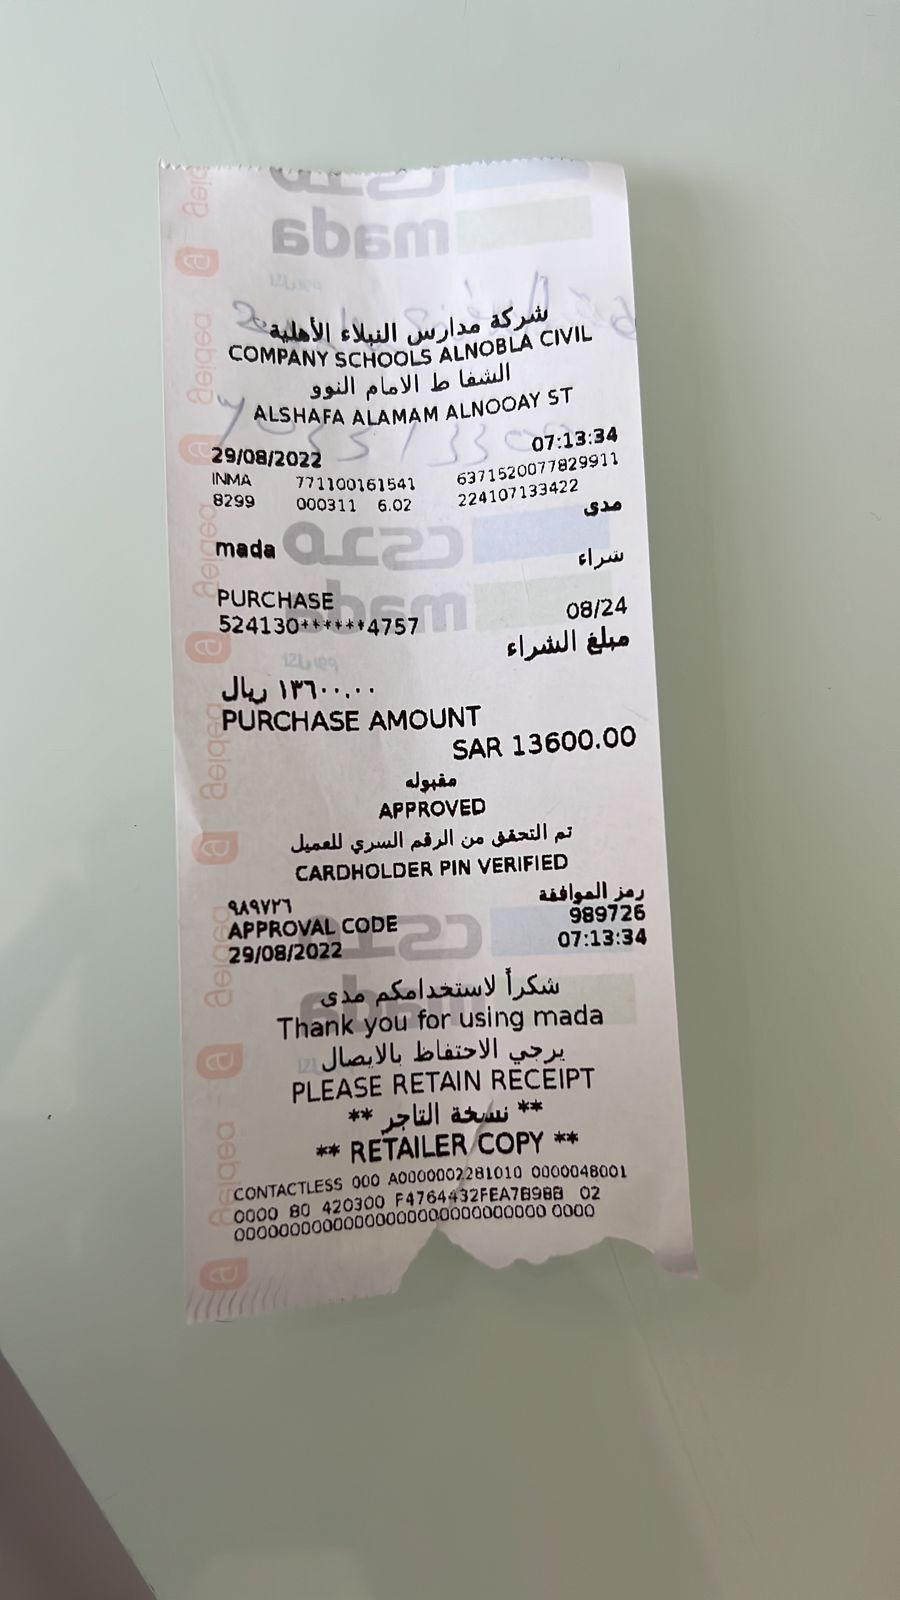 شركة مدارس النبلاء الأهلية
COMPANY SCHOOLS ALNOBLA CIVIL
الشفا ط الامام النوو
ALSHAFA ALAMAM ALNOOAY ST
29/08/2022 07:13:34
INMA 771100161541 6371520077829911
8299 000311 6.02 224107133422
مدى
mada
شراء
PURCHASE
524130******4757 08/24
مبلغ الشراء
١٣٦٠٠.٠٠ ريال
PURCHASE AMOUNT
SAR 13600.00
مقبوله
APPROVED
تم التحقق من الرقم السري للعميل
CARDHOLDER PIN VERIFIED
٩٨٩٧٢٦ رمز الموافقة
APPROVAL CODE 989726
29/08/2022 07:13:34
شكراً لاستخدامكم مدى
Thank you for using mada
يرجي الاحتفاظ بالايصال
PLEASE RETAIN RECEIPT
** نسخة التاجر **
** RETAILER COPY **
CONTACTLESS 000 A0000002281010 0000048001
0000 80 420300 F4764432FEA7B98B 02